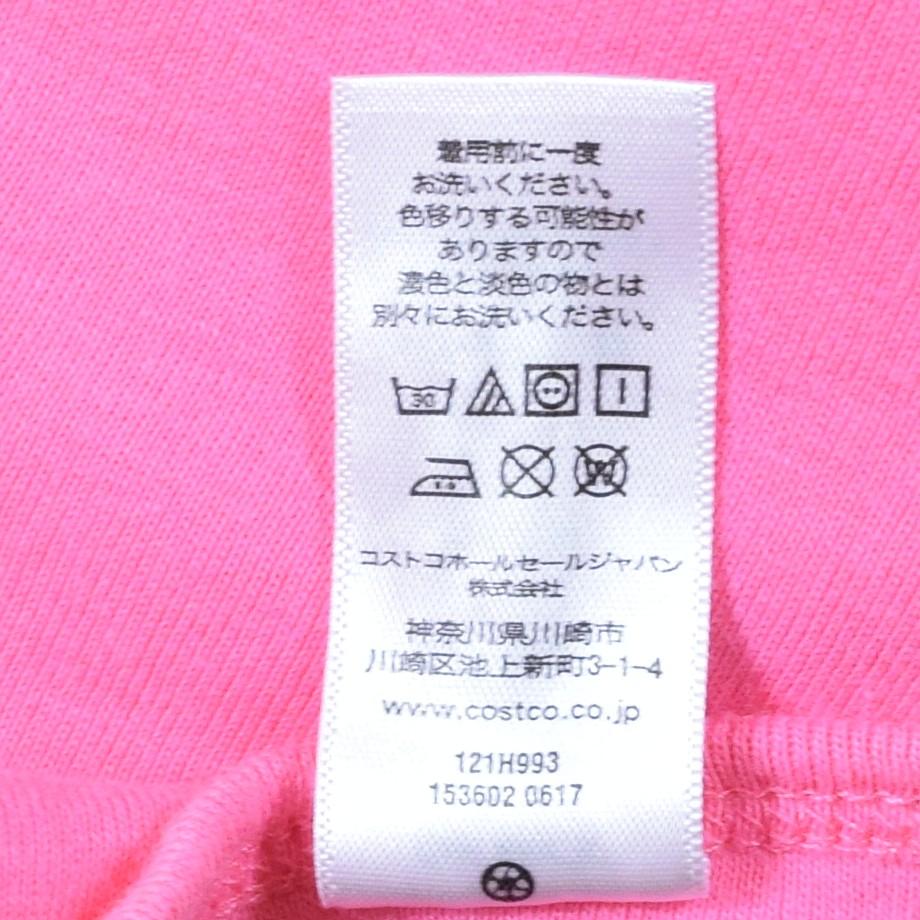 着用前に一度
お洗いください。
色移りする可能性が
ありますので
濃色と淡色の物とは
別々にお洗いください。
30
W
コストコホールセールジャパン
株式会社
神奈川県川崎市
川崎区池上新町3-1-4
www.costco.co.jp
121H993
153602 0617